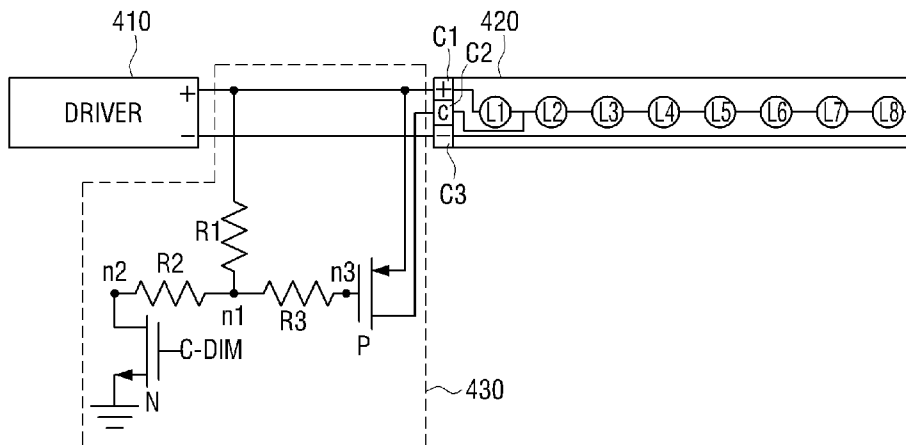 410
C1
C2
420
DRIVER
+
−
+
C
−
L1 L2 L3 L4 L5 L6 L7 L8
C3
R1
n2
R2
n1
R3
n3
P
C-DIM
N
430